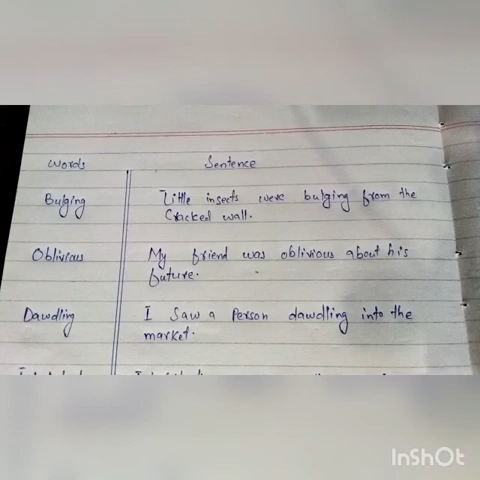 Words Sentence
Bulging Little insects were bulging from the
cracked wall.
Oblivious My friend was oblivious about his
future.
Dawdling I Saw a Person dawdling into the
market.
InShOt